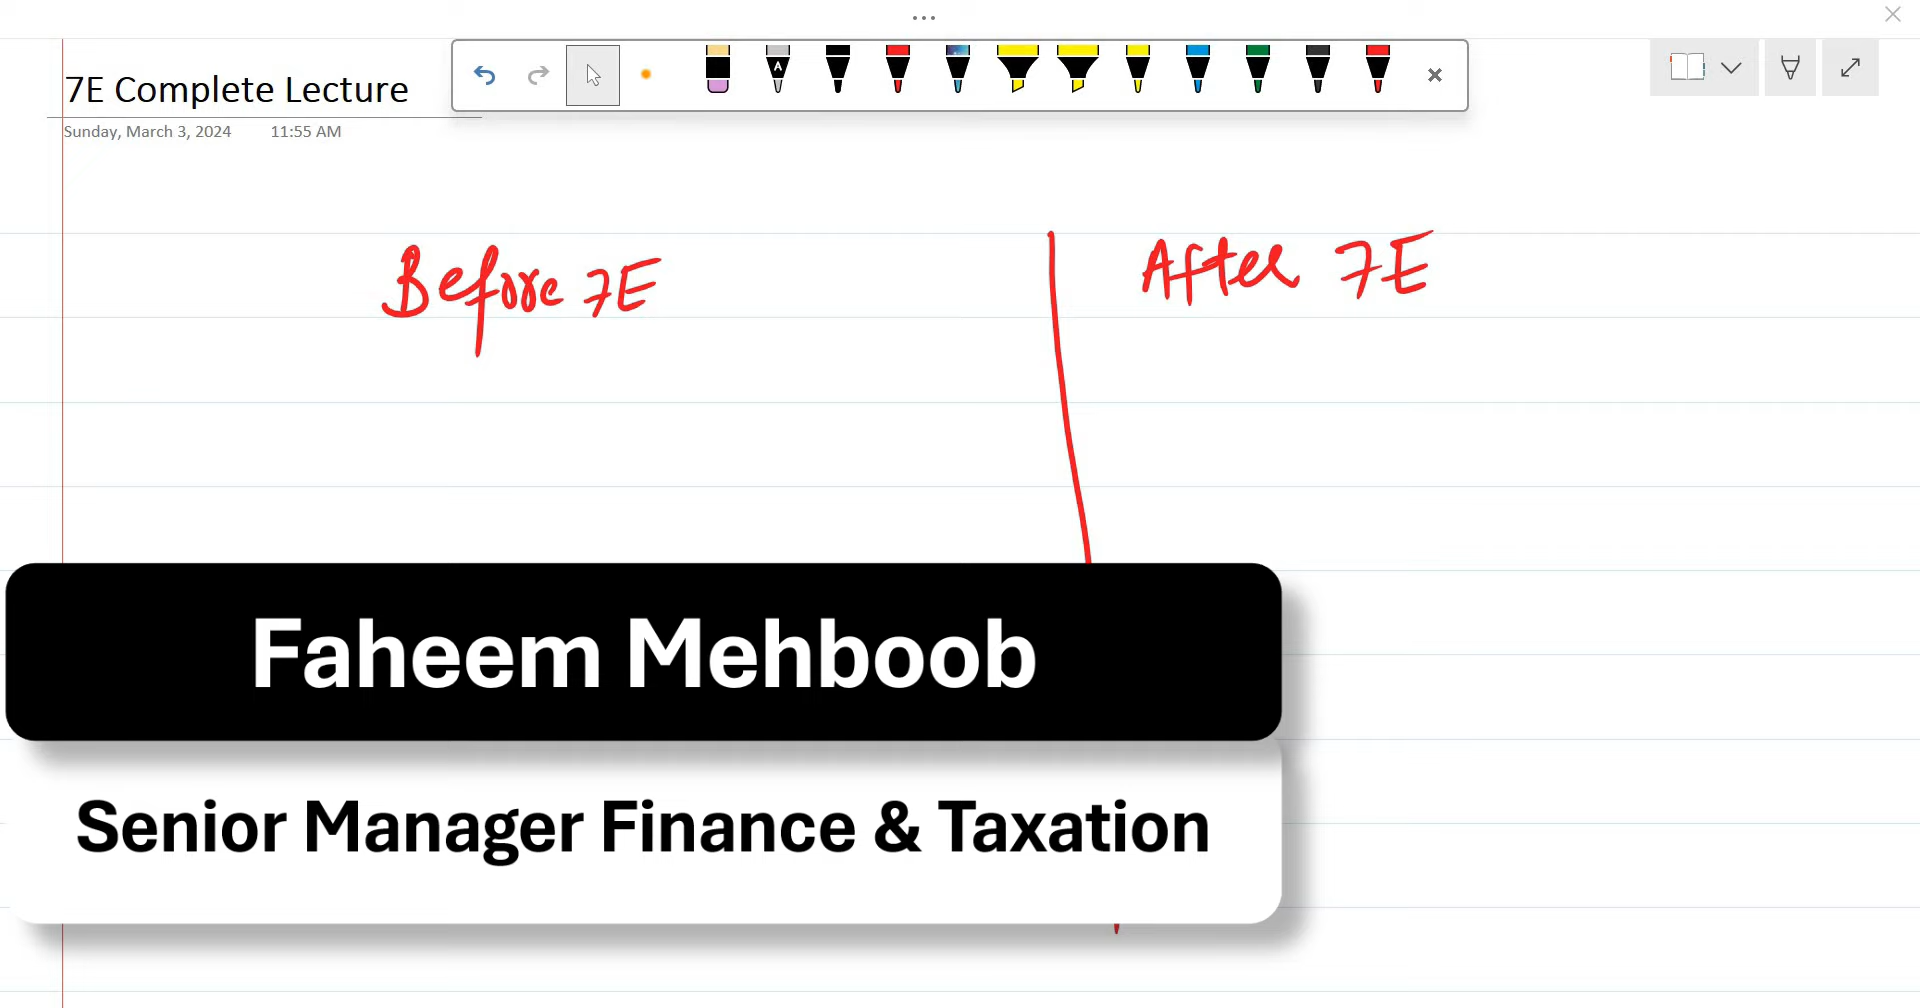 7E Complete Lecture
Sunday, March 3, 2024 11:55 AM
A
Before 7E
After 7E
Faheem Mehboob
Senior Manager Finance & Taxation